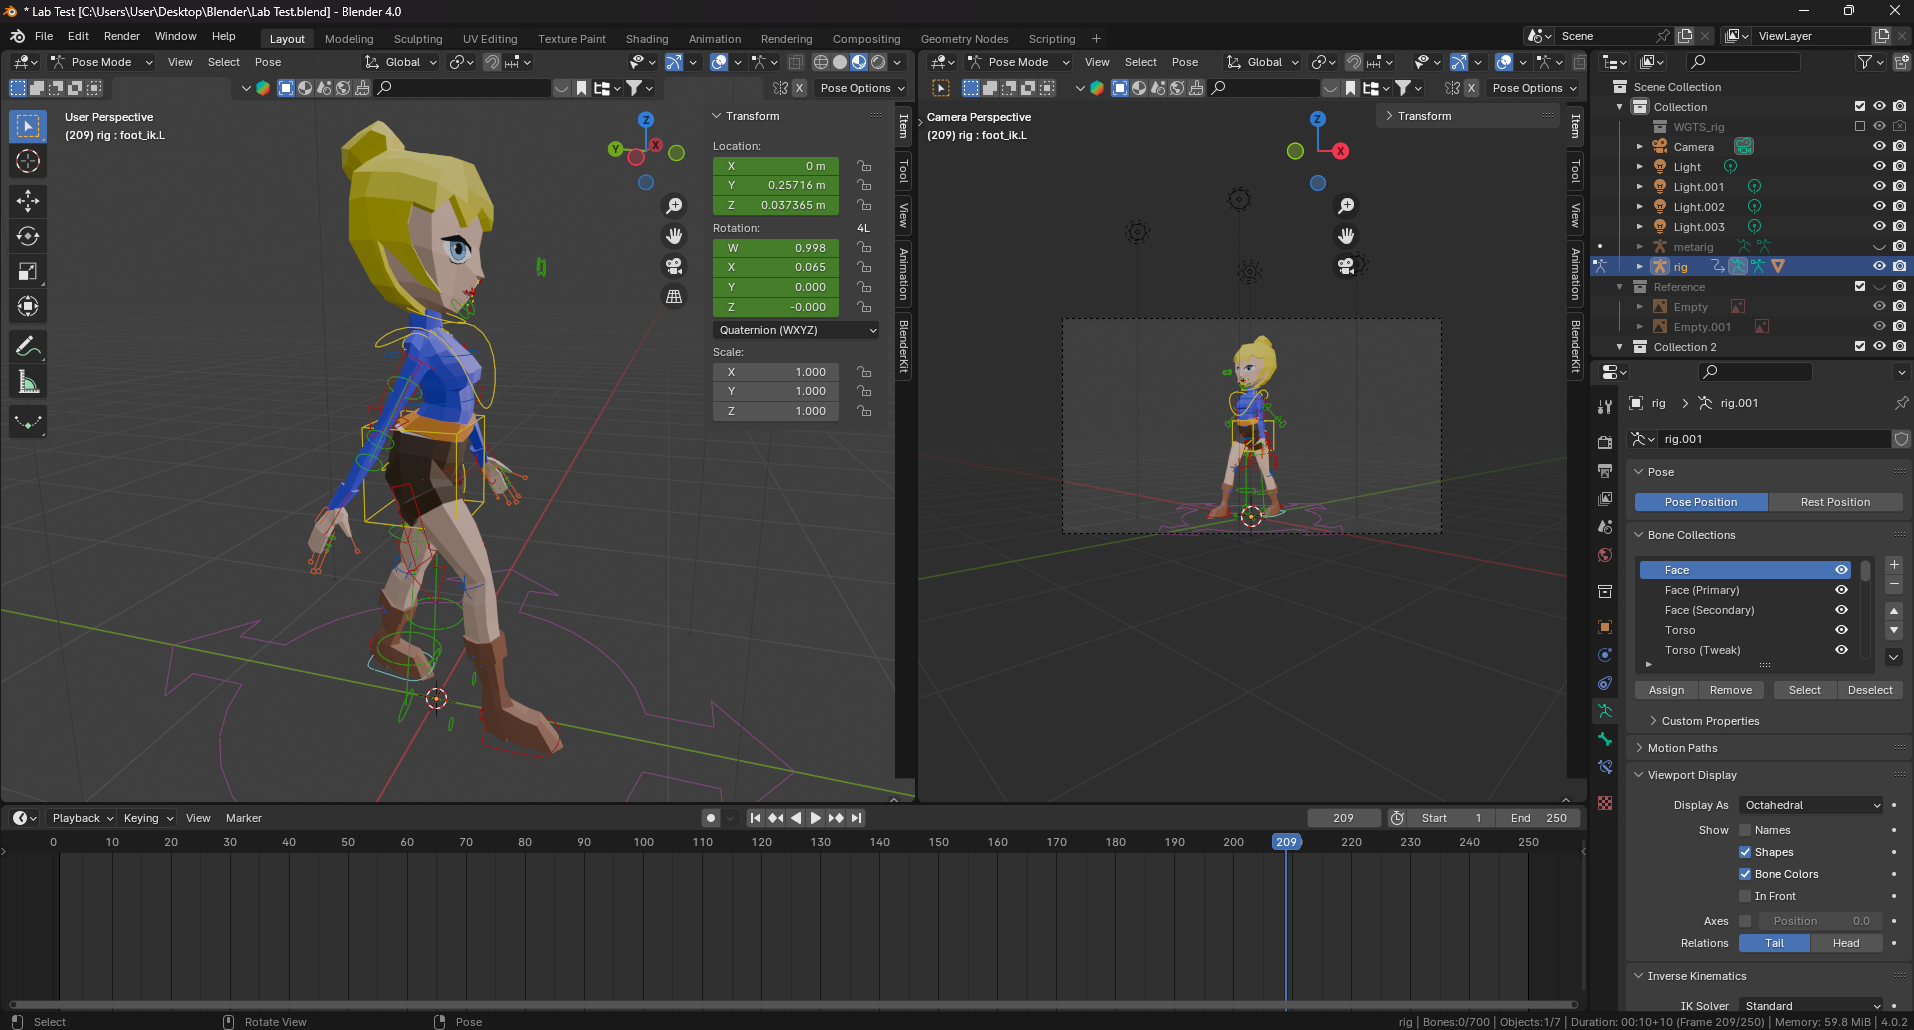 * Lab Test [C:\Users\User\Desktop\Blender\Lab Test.blend] - Blender 4.0
File Edit Render Window Help Layout Modeling Sculpting UV Editing Texture Paint Shading Animation Rendering Compositing Geometry Nodes Scripting + Scene ViewLayer
Pose Mode View Select Pose Global
Pose Options
User Perspective
(209) rig : foot_ik.L
Z
Y
X
Transform
Location:
X 0 m
Y 0.25716 m
Z 0.037365 m
Rotation: 4L
W 0.998
X 0.065
Y 0.000
Z -0.000
Quaternion (WXYZ)
Scale:
X 1.000
Y 1.000
Z 1.000
Item
Tool
View
Animation
BlenderKit
Pose Mode View Select Pose Global
Pose Options
Camera Perspective
(209) rig : foot_ik.L
Z
X
Transform
Item
Tool
View
Animation
BlenderKit
Scene Collection
Collection
WGTS_rig
Camera
Light
Light.001
Light.002
Light.003
metarig
rig
Reference
Empty
Empty.001
Collection 2
rig > rig.001
rig.001
Pose
Pose Position Rest Position
Bone Collections
Face
Face (Primary)
Face (Secondary)
Torso
Torso (Tweak)
Assign Remove Select Deselect
Custom Properties
Motion Paths
Viewport Display
Display As Octahedral
Show Names
Shapes
Bone Colors
In Front
Axes Position 0.0
Relations Tail Head
Inverse Kinematics
IK Solver Standard
Playback Keying View Marker 209 Start 1 End 250
0 10 20 30 40 50 60 70 80 90 100 110 120 130 140 150 160 170 180 190 200 209 220 230 240 250
Select Rotate View Pose rig | Bones:0/700 | Objects:1/7 | Duration: 00:10+10 (Frame 209/250) | Memory: 59.8 MiB | 4.0.2